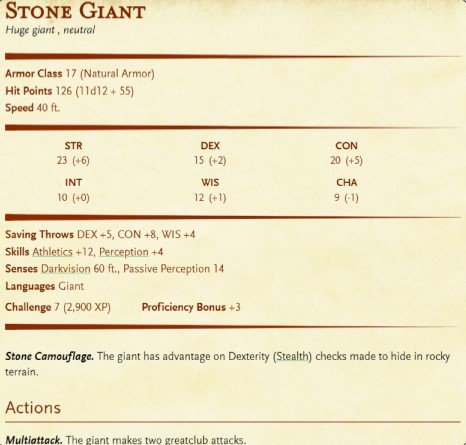 STONE GIANT
Huge giant , neutral
Armor Class 17 (Natural Armor)
Hit Points 126 (11d12 + 55)
Speed 40 ft.
STR DEX CON
23 (+6) 15 (+2) 20 (+5)
INT WIS CHA
10 (+0) 12 (+1) 9 (-1)
Saving Throws DEX +5, CON +8, WIS +4
Skills Athletics +12, Perception +4
Senses Darkvision 60 ft., Passive Perception 14
Languages Giant
Challenge 7 (2,900 XP) Proficiency Bonus +3
Stone Camouflage. The giant has advantage on Dexterity (Stealth) checks made to hide in rocky
terrain.
Actions
Multiattack. The giant makes two greatclub attacks.